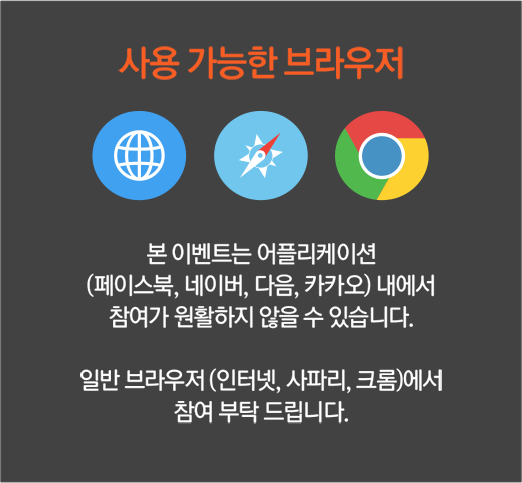 사용 가능한 브라우저
본 이벤트는 어플리케이션
(페이스북, 네이버, 다음, 카카오) 내에서
참여가 원활하지 않을 수 있습니다.
일반 브라우저 (인터넷, 사파리, 크롬)에서
참여 부탁 드립니다.